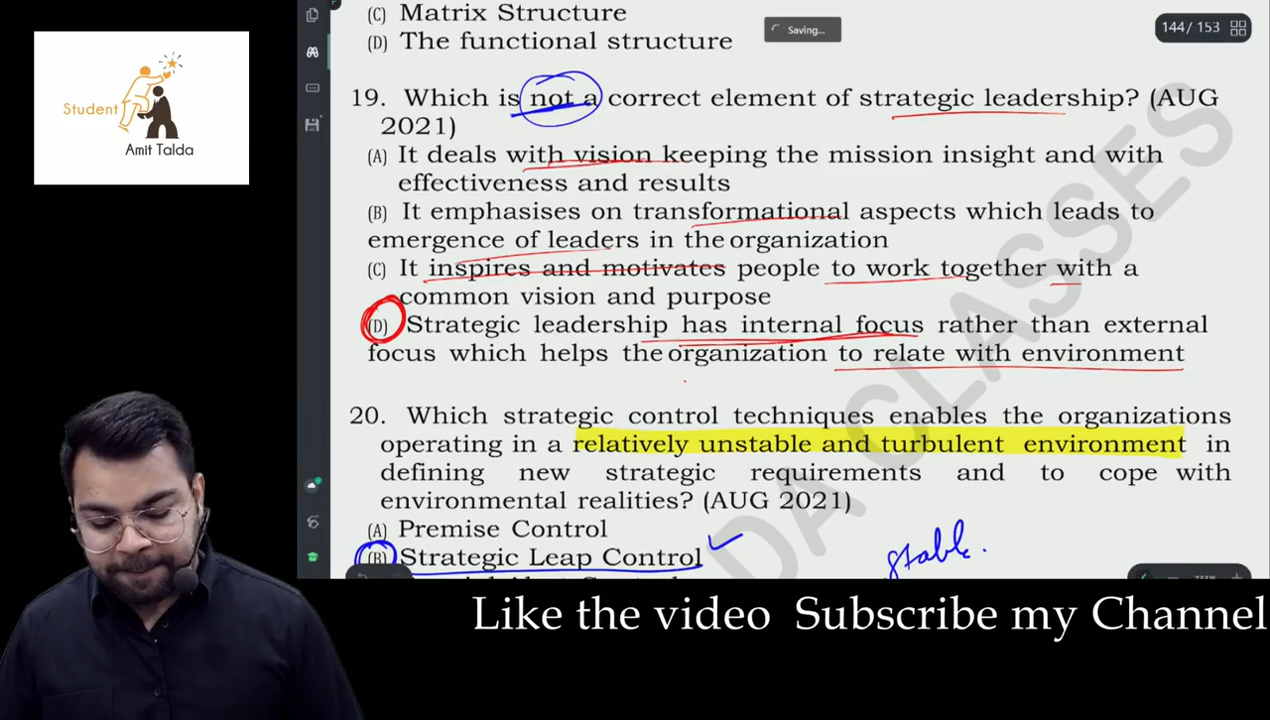 (C) Matrix Structure
(D) The functional structure
Saving...
144 / 153
19. Which is not a correct element of strategic leadership? (AUG
2021)
(A) It deals with vision keeping the mission insight and with
effectiveness and results
(B) It emphasises on transformational aspects which leads to
emergence of leaders in the organization
(C) It inspires and motivates people to work together with a
common vision and purpose
(D) Strategic leadership has internal focus rather than external
focus which helps the organization to relate with environment
20. Which strategic control techniques enables the organizations
operating in a relatively unstable and turbulent environment in
defining new strategic requirements and to cope with
environmental realities? (AUG 2021)
(A) Premise Control
(B) Strategic Leap Control
stable.
DA CLASSES
Student
Amit Talda
Like the video Subscribe my Channel